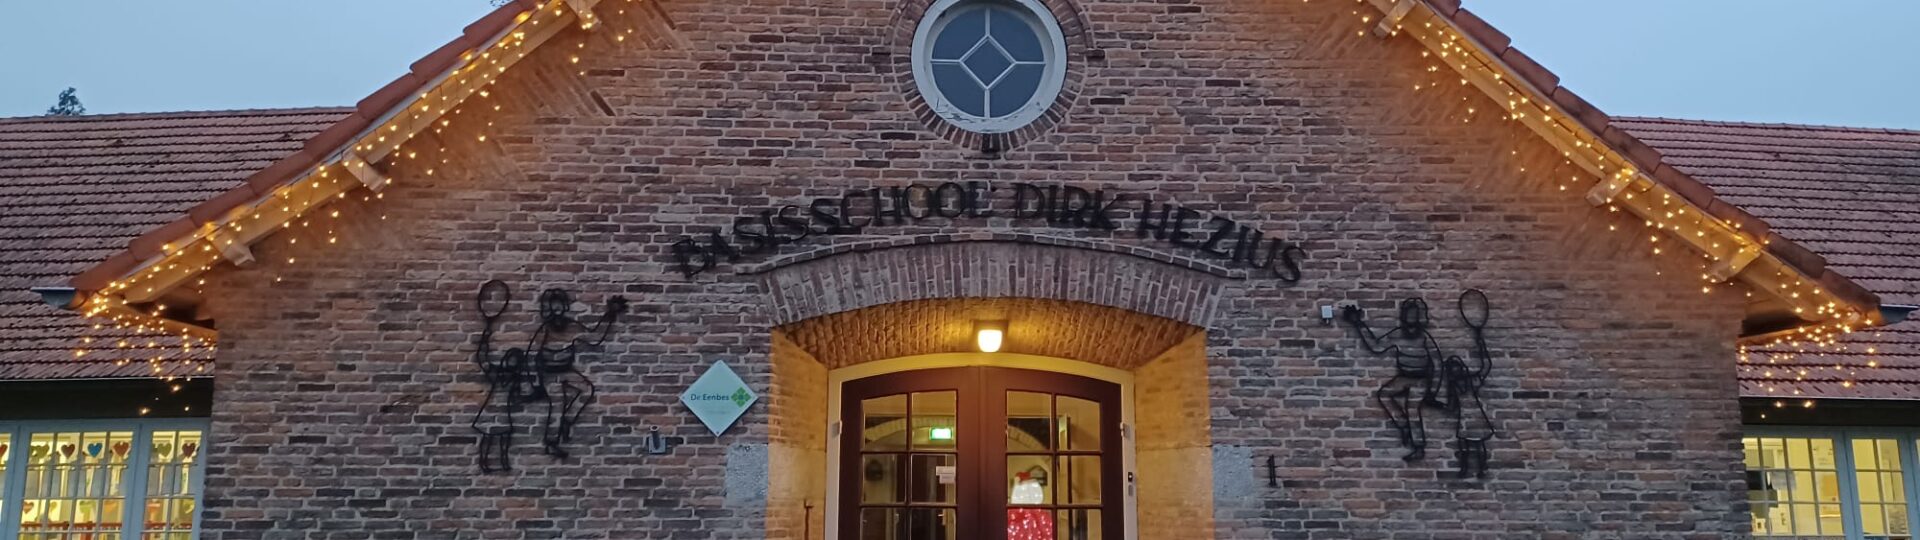 BASISSCHOOL DIRK HEZIUS
De Eenbes
1